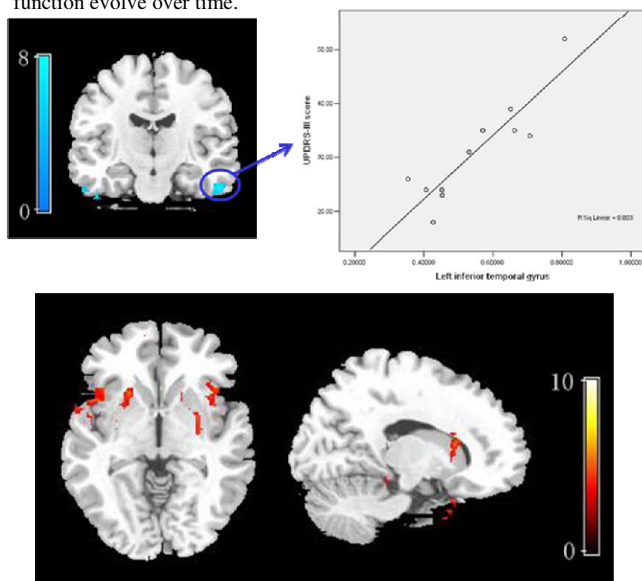 function evolve over time.
8
0
UPDRS-III score
50.00
40.00
30.00
20.00
R Sq Linear = 0.803
0.20000 0.40000 0.60000 0.80000 1.00000
Left inferior temporal gyrus
10
0